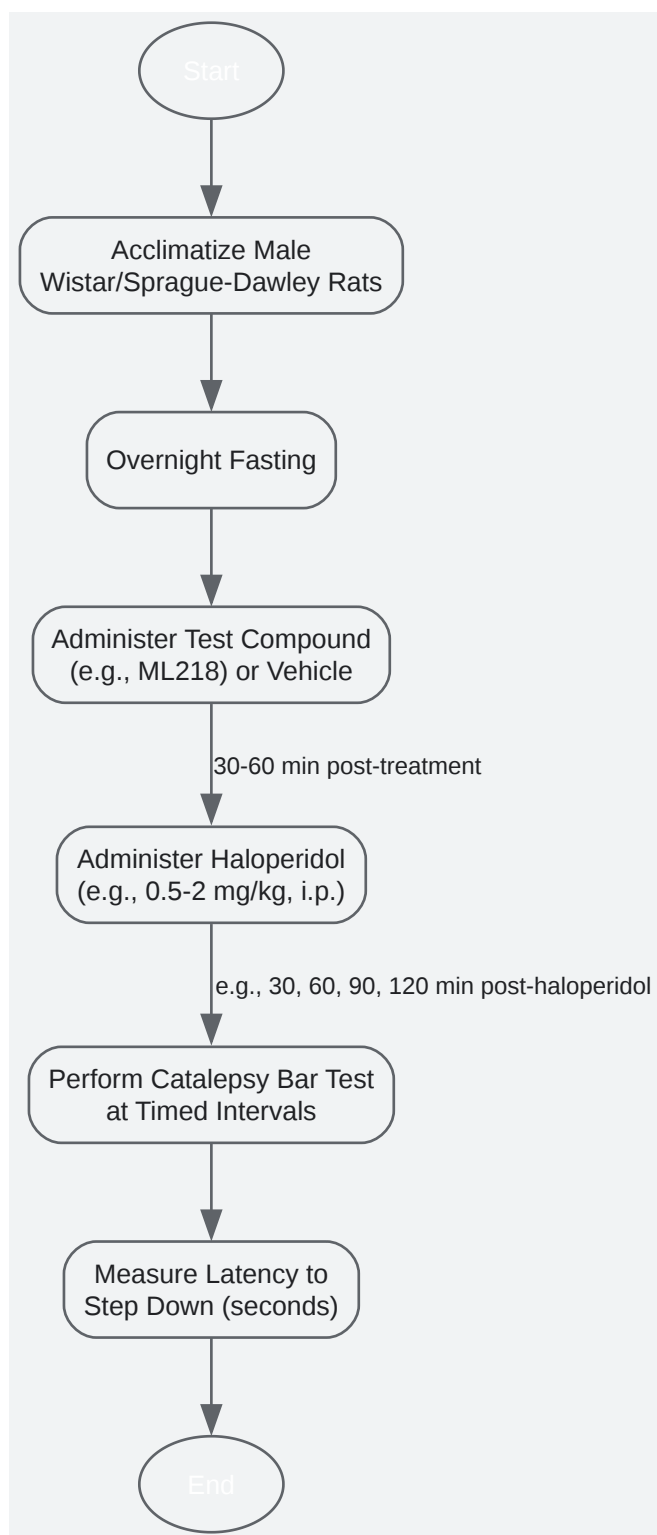 Start
Acclimatize Male
Wistar/Sprague-Dawley Rats
Overnight Fasting
Administer Test Compound
(e.g., ML218) or Vehicle
30-60 min post-treatment
Administer Haloperidol
(e.g., 0.5-2 mg/kg, i.p.)
e.g., 30, 60, 90, 120 min post-haloperidol
Perform Catalepsy Bar Test
at Timed Intervals
Measure Latency to
Step Down (seconds)
End